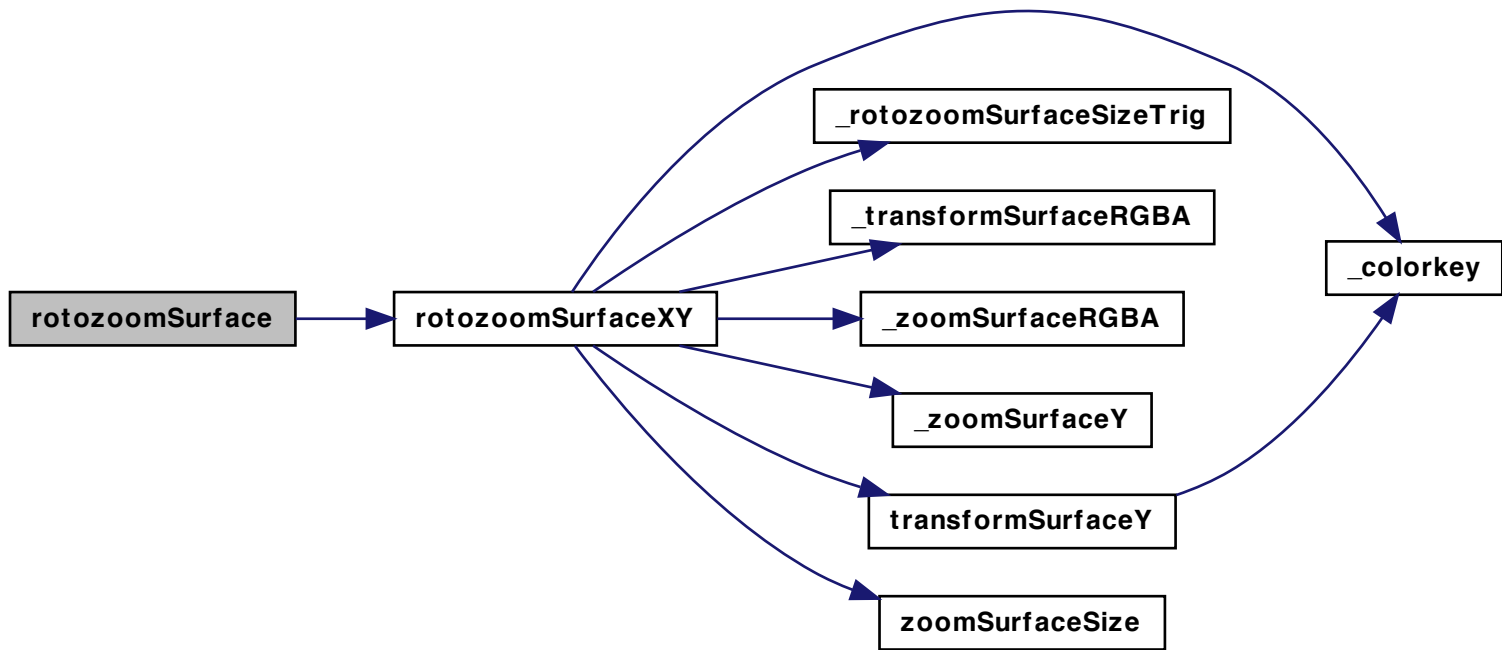 rotozoomSurface
rotozoomSurfaceXY
_rotozoomSurfaceSizeTrig
_transformSurfaceRGBA
_zoomSurfaceRGBA
_zoomSurfaceY
transformSurfaceY
zoomSurfaceSize
_colorkey